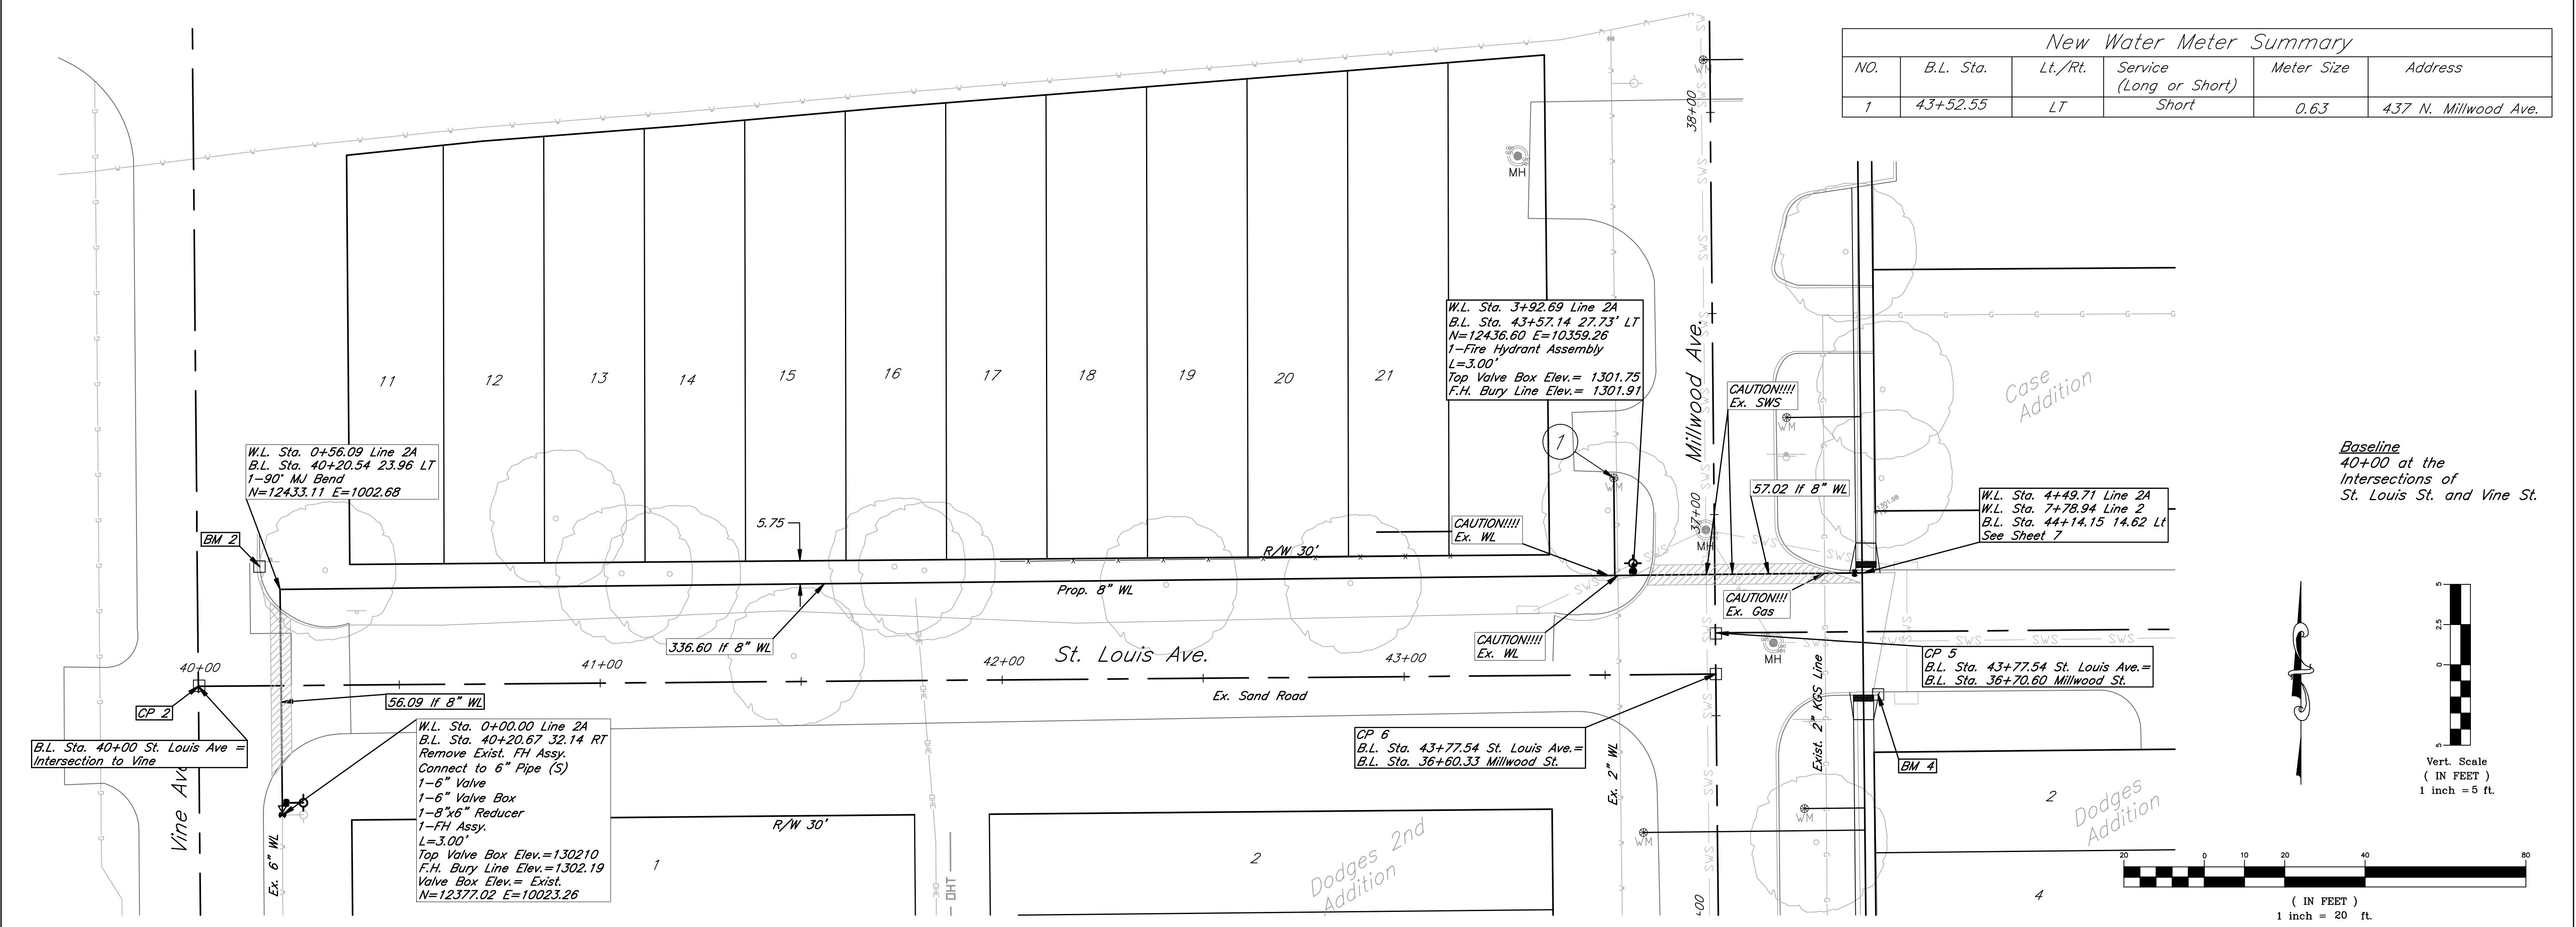 New Water Meter Summary
NO. B.L. Sta. Lt./Rt. Service (Long or Short) Meter Size Address
1 43+52.55 LT Short 0.63 437 N. Millwood Ave.
38+00
WM
MH
11 12 13 14 15 16 17 18 19 20 21
W.L. Sta. 3+92.69 Line 2A
B.L. Sta. 43+57.14 27.73' LT
N=12436.60 E=10359.26
1-Fire Hydrant Assembly
L=3.00'
Top Valve Box Elev.= 1301.75
F.H. Bury Line Elev.= 1301.91
Millwood Ave.
CAUTION!!!!
Ex. SWS
WM
Case
Addition
Baseline
40+00 at the
Intersections of
St. Louis St. and Vine St.
W.L. Sta. 0+56.09 Line 2A
B.L. Sta. 40+20.54 23.96 LT
1-90° MJ Bend
N=12433.11 E=1002.68
BM 2
5.75
1
WM
CAUTION!!!!
Ex. WL
37+00
MH
57.02 lf 8" WL
1301.98
W.L. Sta. 4+49.71 Line 2A
W.L. Sta. 7+78.94 Line 2
B.L. Sta. 44+14.15 14.62 Lt
See Sheet 7
R/W 30'
Prop. 8" WL
CAUTION!!!
Ex. Gas
336.60 lf 8" WL
CAUTION!!!!
Ex. WL
40+00
41+00
42+00
St. Louis Ave.
43+00
Ex. Sand Road
MH
CP 5
B.L. Sta. 43+77.54 St. Louis Ave.=
B.L. Sta. 36+70.60 Millwood St.
CP 2
56.09 lf 8" WL
B.L. Sta. 40+00 St. Louis Ave =
Intersection to Vine
Vine Ave
W.L. Sta. 0+00.00 Line 2A
B.L. Sta. 40+20.67 32.14 RT
Remove Exist. FH Assy.
Connect to 6" Pipe (S)
1-6" Valve
1-6" Valve Box
1-8"x6" Reducer
1-FH Assy.
L=3.00'
Top Valve Box Elev.=130210
F.H. Bury Line Elev.=1302.19
Valve Box Elev.= Exist.
N=12377.02 E=10023.26
Ex. 6" WL
CP 6
B.L. Sta. 43+77.54 St. Louis Ave.=
B.L. Sta. 36+60.33 Millwood St.
Ex. 2" WL
Exist. 2" KGS Line
BM 4
R/W 30'
1
OHT
2
Dodges 2nd
Addition
WM
WM
+00
2
Dodges
Addition
4
5 2.5 0 5
Vert. Scale
( IN FEET )
1 inch =5 ft.
20 0 10 20 40 80
( IN FEET )
1 inch = 20 ft.